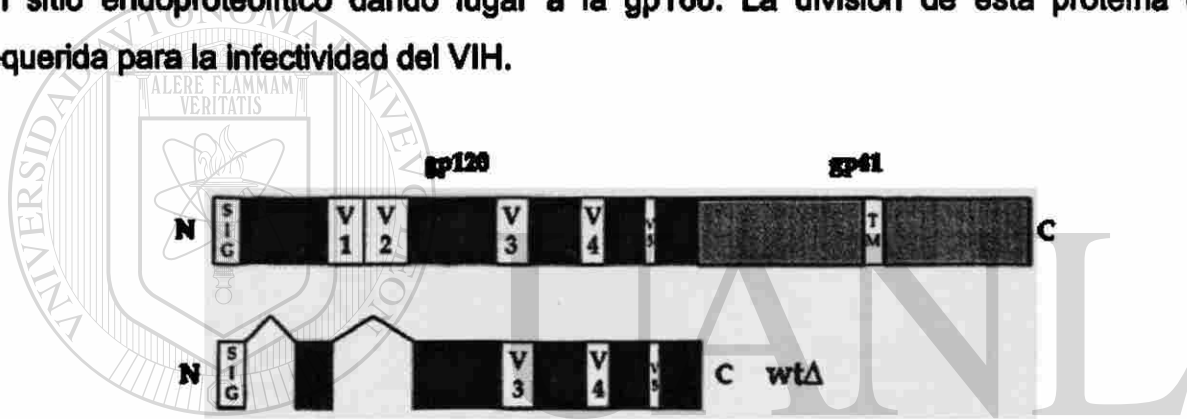 sitio endoproteolítico dando lugar a la gp160. La división de esta proteína
querida para la infectividad del VIH.
ALERE FLAMMAM
VERITATIS
gp120 gp41
N SIG V1 V2 V3 V4 V5 TM C
N SIG V3 V4 V5 C wtΔ
UANL